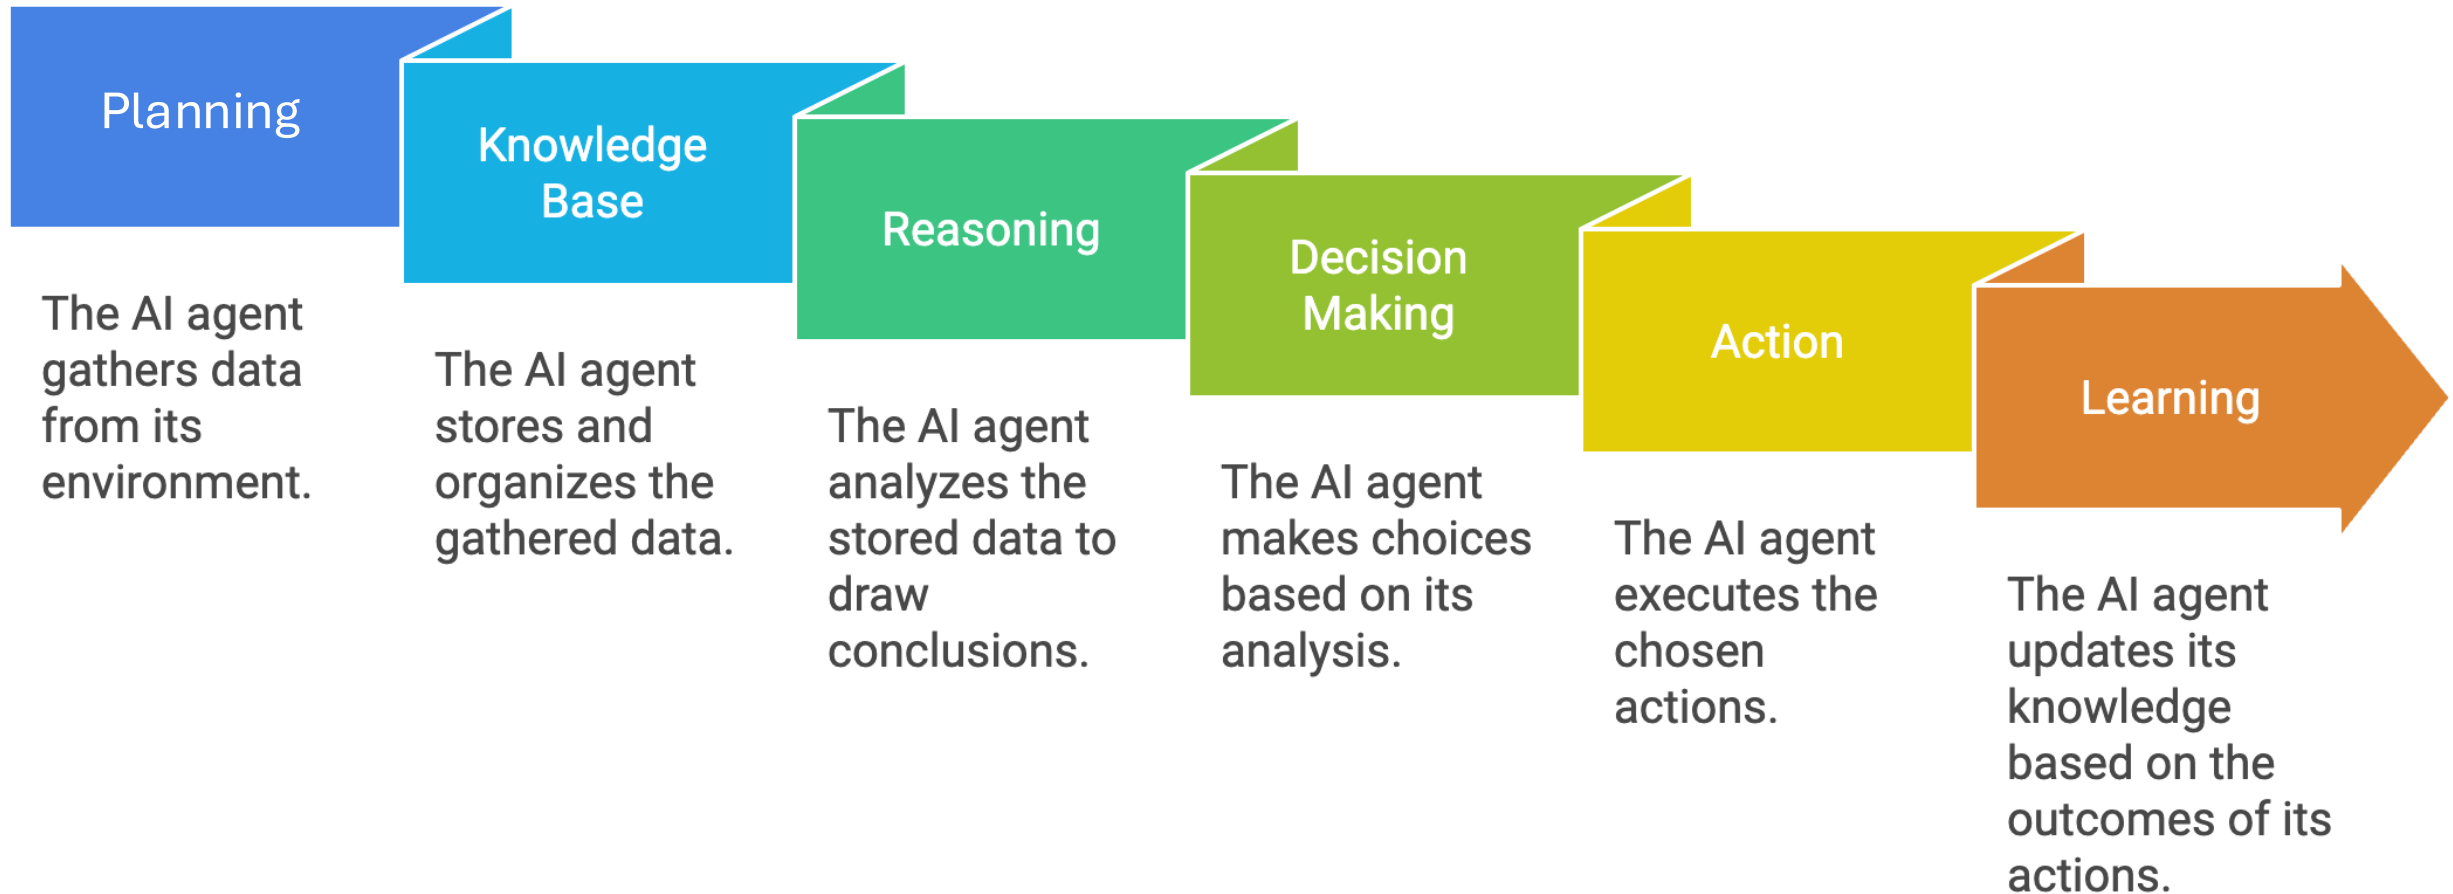 Planning
The AI agent
gathers data
from its
environment.
Knowledge
Base
The AI agent
stores and
organizes the
gathered data.
Reasoning
The AI agent
analyzes the
stored data to
draw
conclusions.
Decision
Making
The AI agent
makes choices
based on its
analysis.
Action
The AI agent
executes the
chosen
actions.
Learning
The AI agent
updates its
knowledge
based on the
outcomes of its
actions.